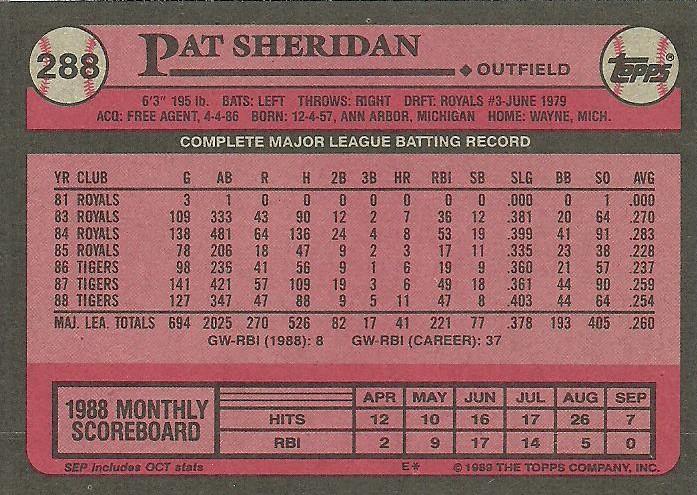 288
PAT SHERIDAN
TOPPS®
OUTFIELD
6'3" 195 lb. BATS: LEFT THROWS: RIGHT DRFT: ROYALS #3-JUNE 1979
ACQ: FREE AGENT, 4-4-86 BORN: 12-4-57, ANN ARBOR, MICHIGAN HOME: WAYNE, MICH.
COMPLETE MAJOR LEAGUE BATTING RECORD
YR CLUB G AB R H 2B 3B HR RBI SB SLG BB SO AVG
81 ROYALS 3 1 0 0 0 0 0 0 0 .000 0 1 .000
83 ROYALS 109 333 43 90 12 2 7 36 12 .381 20 64 .270
84 ROYALS 138 481 64 136 24 4 8 53 19 .399 41 91 .283
85 ROYALS 78 206 18 47 9 2 3 17 11 .335 23 38 .228
86 TIGERS 98 236 41 56 9 1 6 19 9 .360 21 57 .237
87 TIGERS 141 421 57 109 19 3 6 49 18 .361 44 90 .259
88 TIGERS 127 347 47 88 9 5 11 47 8 .403 44 64 .254
MAJ. LEA. TOTALS 694 2025 270 526 82 17 41 221 77 .378 193 405 .260
GW-RBI (1988): 8 GW-RBI (CAREER): 37
1988 MONTHLY SCOREBOARD
APR MAY JUN JUL AUG SEP
HITS 12 10 16 17 26 7
RBI 2 9 17 14 5 0
SEP includes OCT stats E* © 1989 THE TOPPS COMPANY, INC.